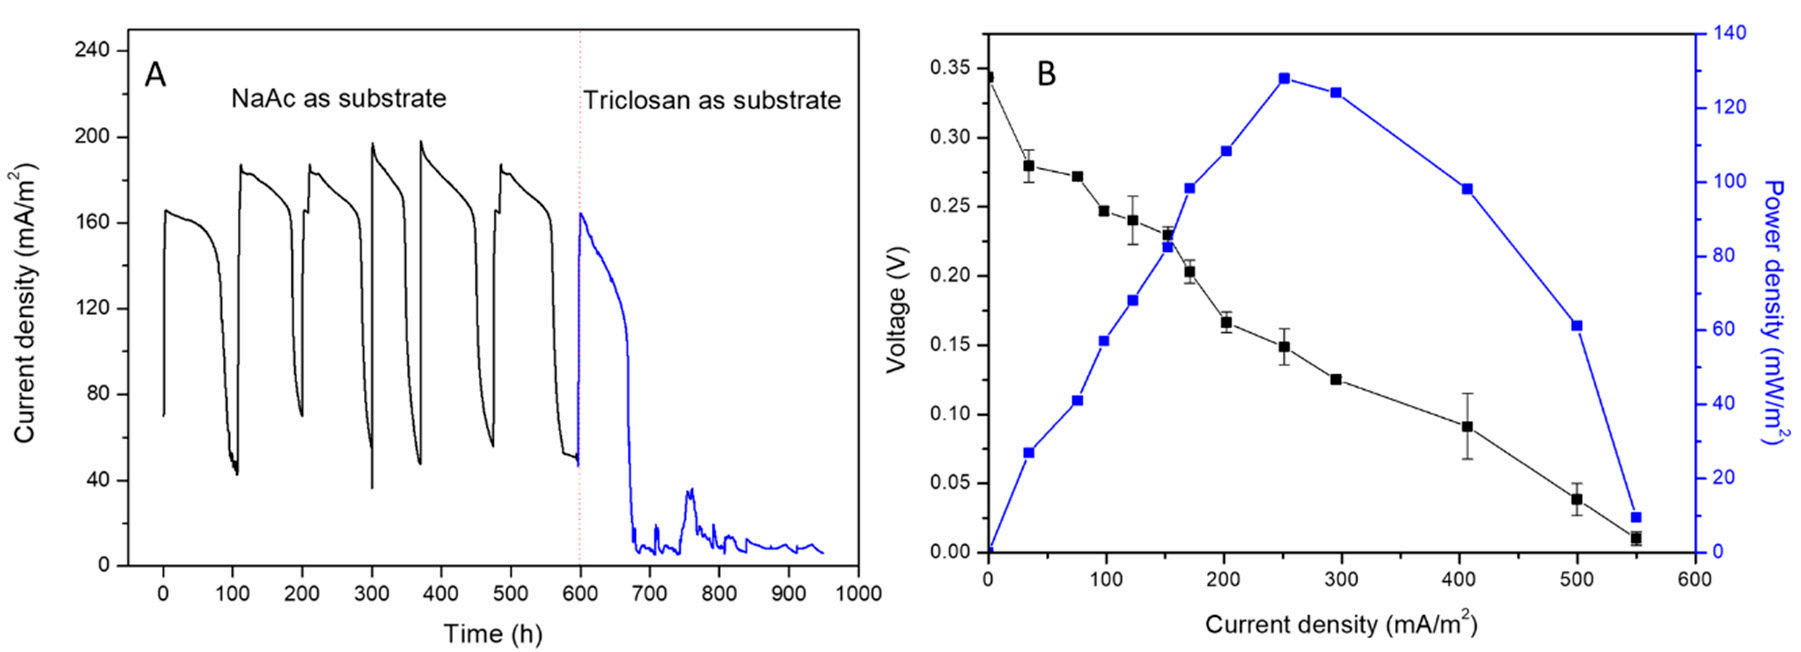 A
NaAc as substrate
Triclosan as substrate
240
200
160
120
80
40
0
Current density (mA/m²)
0 100 200 300 400 500 600 700 800 900 1000
Time (h)
B
0.35
0.30
0.25
0.20
0.15
0.10
0.05
0.00
Voltage (V)
140
120
100
80
60
40
20
0
Power density (mW/m²)
0 100 200 300 400 500 600
Current density (mA/m²)